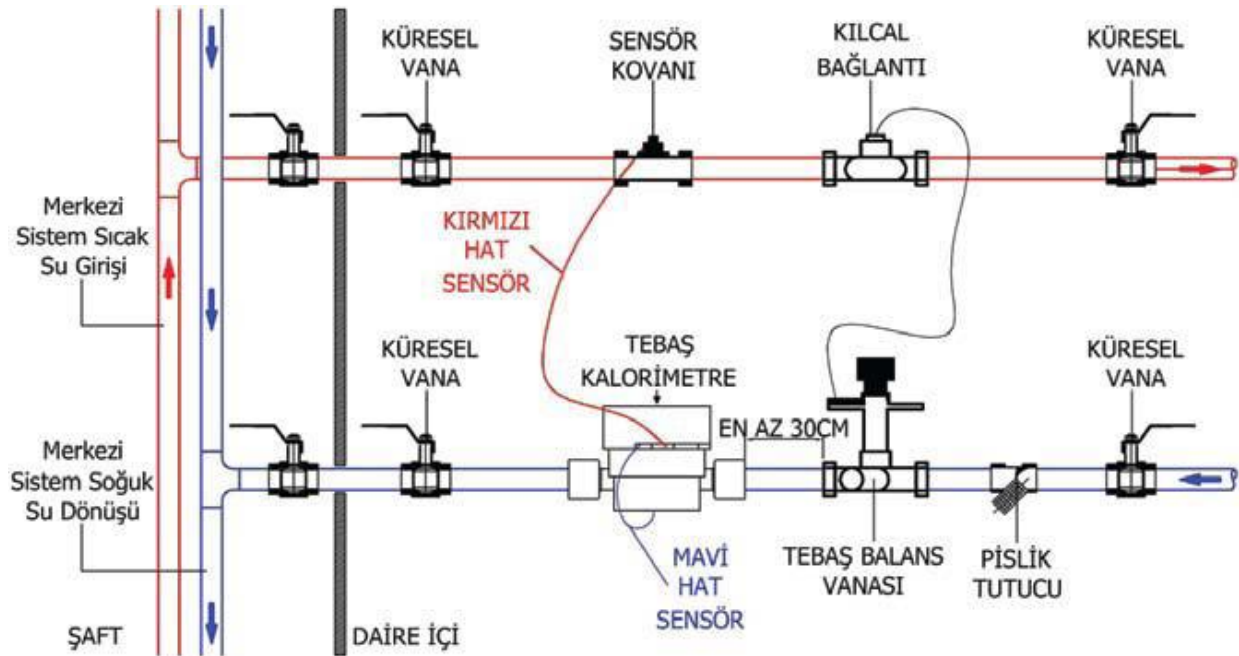 KÜRESEL
VANA
SENSÖR
KOVANI
KILCAL
BAĞLANTI
KÜRESEL
VANA
Merkezi
Sistem Sıcak
Su Girişi
KIRMIZI
HAT
SENSÖR
KÜRESEL
VANA
TEBAŞ
KALORİMETRE
EN AZ 30CM
KÜRESEL
VANA
Merkezi
Sistem Soğuk
Su Dönüşü
MAVİ
HAT
SENSÖR
TEBAŞ BALANS
VANASI
PİSLİK
TUTUCU
ŞAFT
DAİRE İÇİ